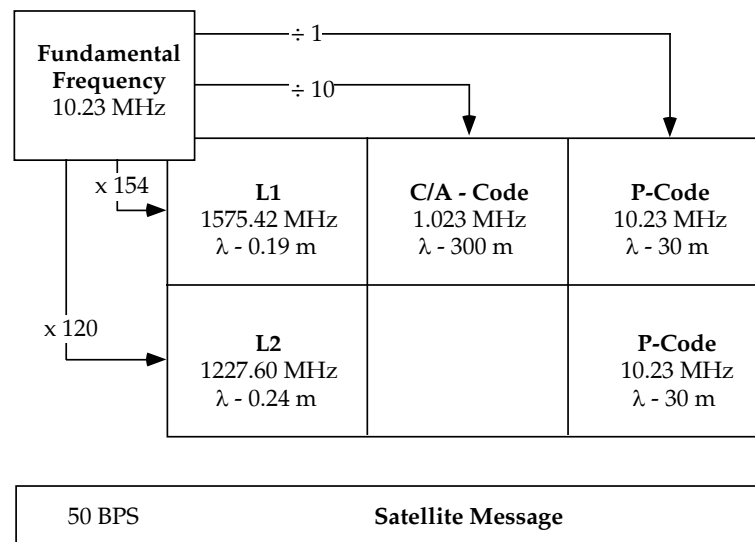 Fundamental
Frequency
10.23 MHz
÷ 1
÷ 10
x 154
x 120
L1
1575.42 MHz
λ - 0.19 m
C/A - Code
1.023 MHz
λ - 300 m
P-Code
10.23 MHz
λ - 30 m
L2
1227.60 MHz
λ - 0.24 m
P-Code
10.23 MHz
λ - 30 m
50 BPS
Satellite Message